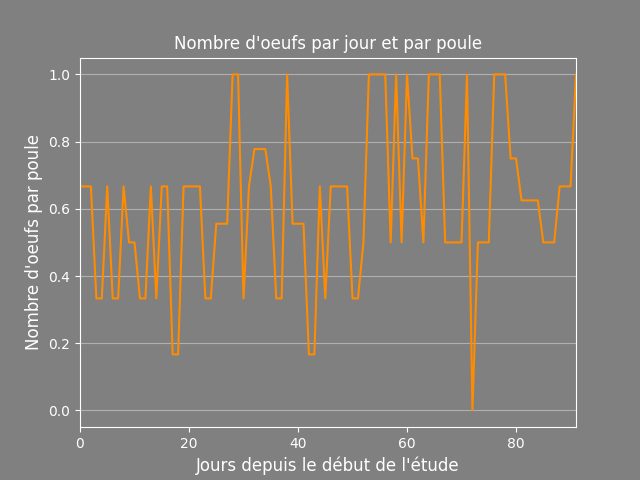 Nombre d'oeufs par jour et par poule
Nombre d'oeufs par poule
1.0
0.8
0.6
0.4
0.2
0.0
0 20 40 60 80
Jours depuis le début de l'étude